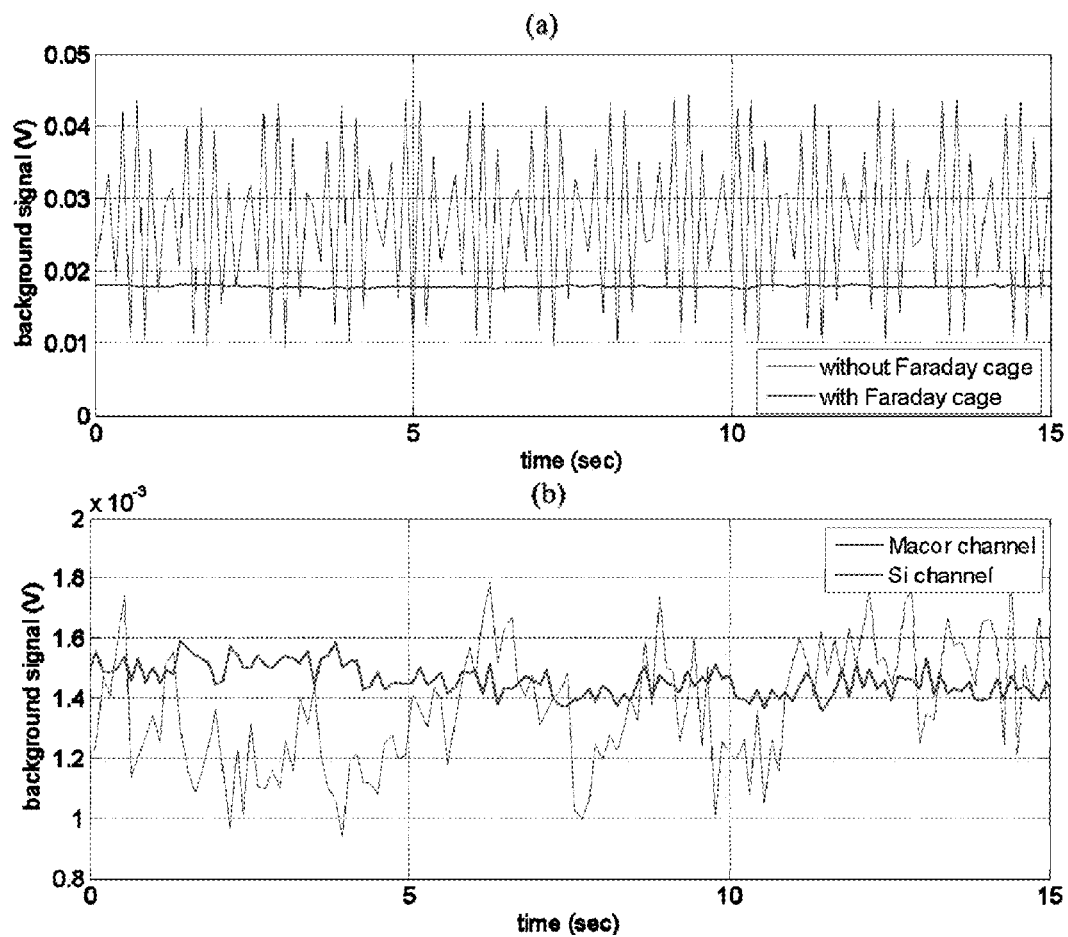 (a)
background signal (V)
0.05
0.04
0.03
0.02
0.01
0
without Faraday cage
with Faraday cage
0
5
10
15
time (sec)
(b)
x 10-3
background signal (V)
2
1.8
1.6
1.4
1.2
1
0.8
Macor channel
Si channel
0
5
10
15
time (sec)